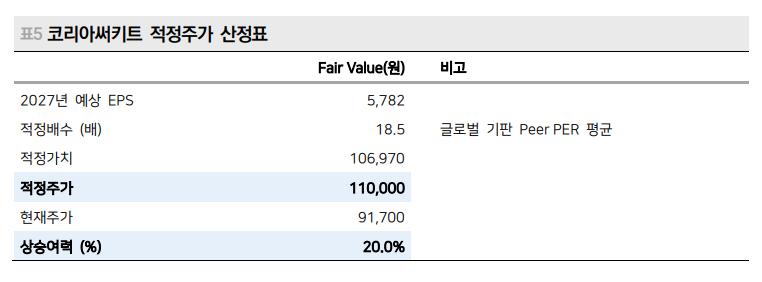 표5 코리아써키트 적정주가 산정표
Fair Value(원) 비고
2027년 예상 EPS 5,782
적정배수 (배) 18.5 글로벌 기판 Peer PER 평균
적정가치 106,970
적정주가 110,000
현재주가 91,700
상승여력 (%) 20.0%